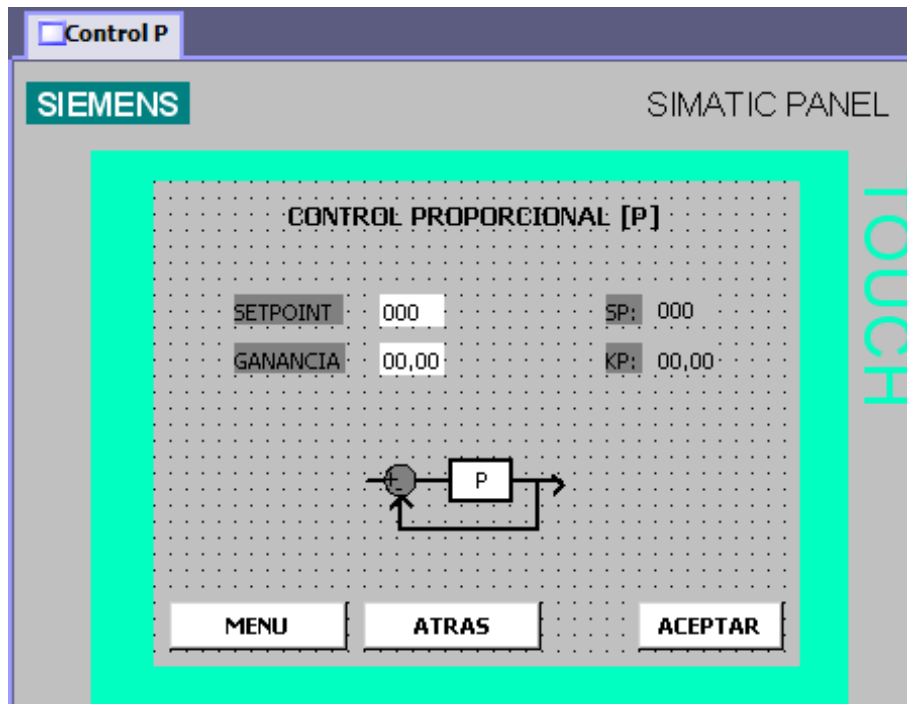 Control P
SIEMENS
SIMATIC PANEL
TOUCH
CONTROL PROPORCIONAL [P]
SETPOINT 000 SP: 000
GANANCIA 00,00 KP: 00,00
+ P
-
MENU ATRAS ACEPTAR